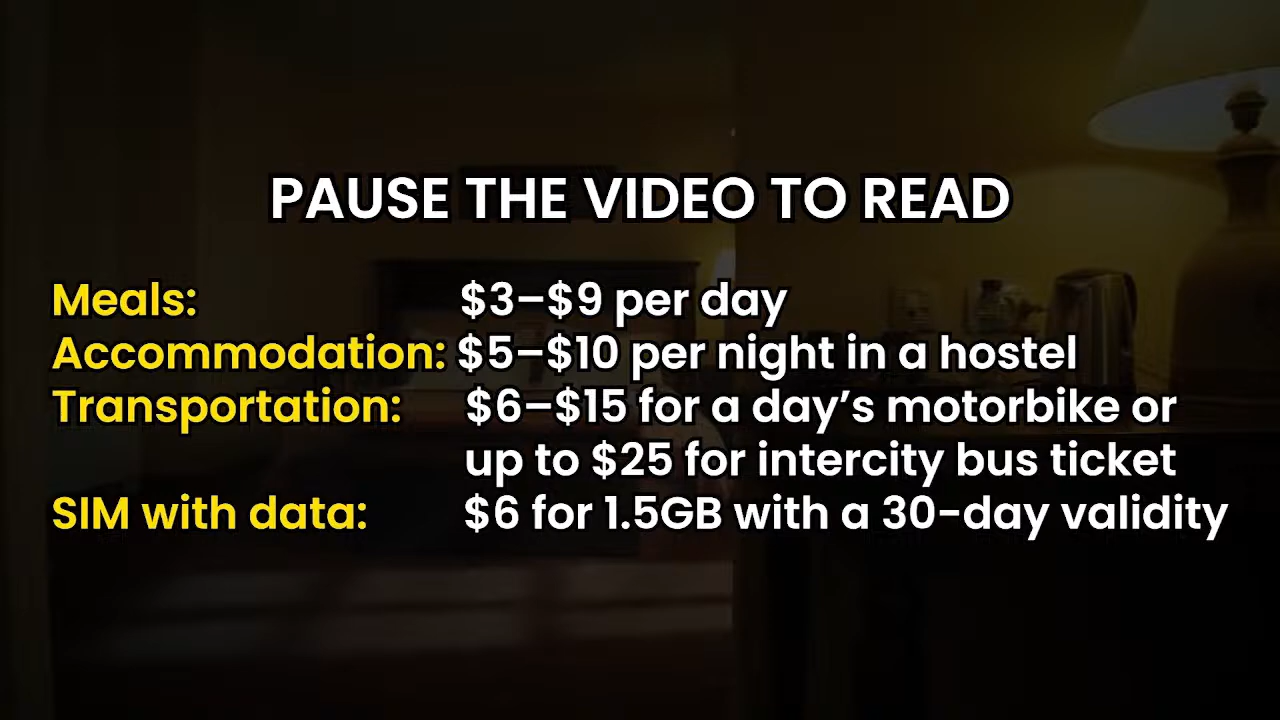 PAUSE THE VIDEO TO READ
Meals: $3–$9 per day
Accommodation: $5–$10 per night in a hostel
Transportation: $6–$15 for a day’s motorbike or
up to $25 for intercity bus ticket
SIM with data: $6 for 1.5GB with a 30-day validity